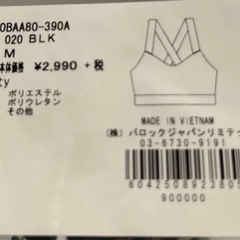 0BAA80-390A
020 BLK
M
本体価格 ¥2,990 +税
ty
ポリエステル
ポリウレタン
その他
MADE IN VIETNAM
(株) バロックジャパンリミテッ
03-6730-9191
6042508923805
900000